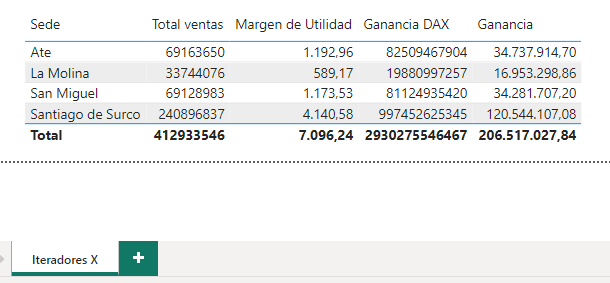 Sede Total ventas Margen de Utilidad Ganancia DAX Ganancia
Ate 69163650 1.192,96 82509467904 34.737.914,70
La Molina 33744076 589,17 19880997257 16.953.298,86
San Miguel 69128983 1.173,53 81124935420 34.281.707,20
Santiago de Surco 240896837 4.140,58 997452625345 120.544.107,08
Total 412933546 7.096,24 2930275546467 206.517.027,84
Iteradores X +